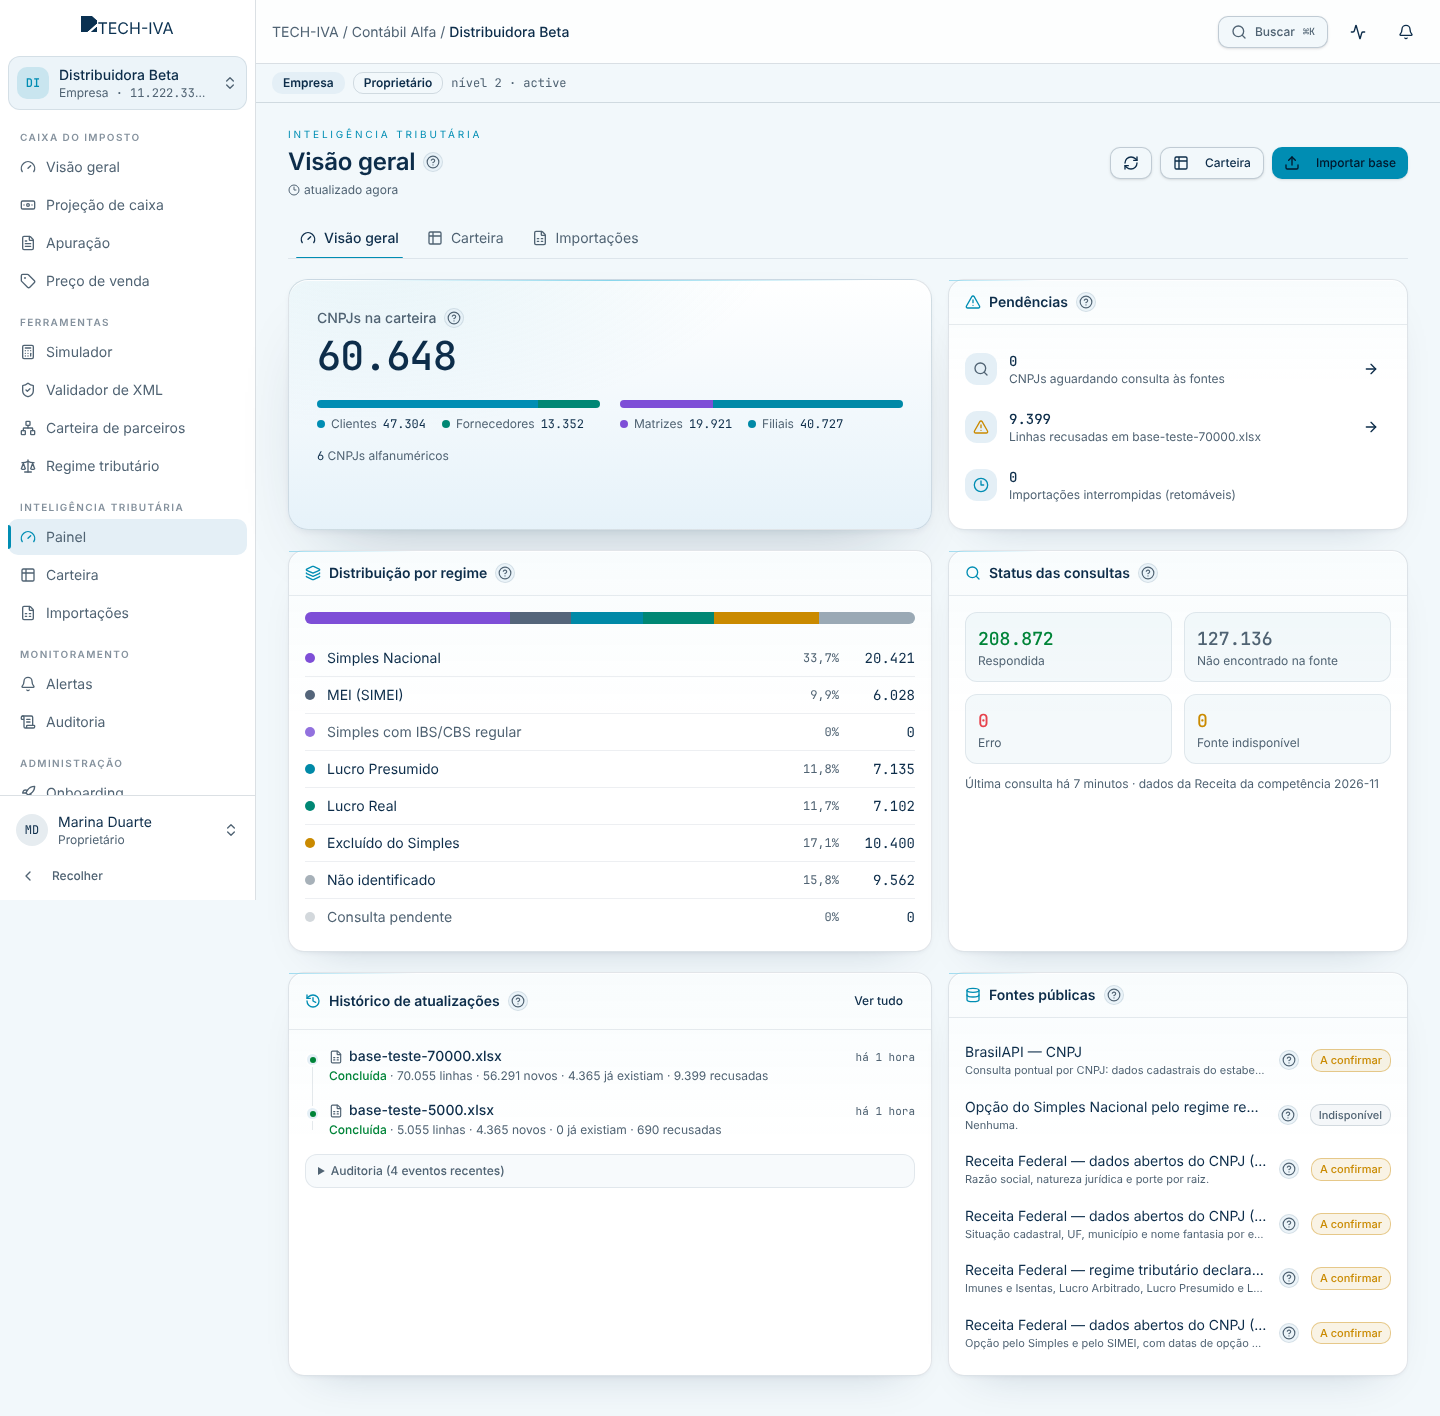 TECH-IVA
DI
Distribuidora Beta
Empresa · 11.222.33…
CAIXA DO IMPOSTO
Visão geral
Projeção de caixa
Apuração
Preço de venda
FERRAMENTAS
Simulador
Validador de XML
Carteira de parceiros
Regime tributário
INTELIGÊNCIA TRIBUTÁRIA
Painel
Carteira
Importações
MONITORAMENTO
Alertas
Auditoria
ADMINISTRAÇÃO
Onboarding
MD
Marina Duarte
Proprietário
Recolher
TECH-IVA / Contábil Alfa / Distribuidora Beta
Buscar ⌘K
Empresa Proprietário nível 2 · active
INTELIGÊNCIA TRIBUTÁRIA
Visão geral
atualizado agora
Carteira
Importar base
Visão geral Carteira Importações
CNPJs na carteira
60.648
Clientes 47.304 Fornecedores 13.352
Matrizes 19.921 Filiais 40.727
6 CNPJs alfanuméricos
Pendências
0
CNPJs aguardando consulta às fontes
9.399
Linhas recusadas em base-teste-70000.xlsx
0
Importações interrompidas (retomáveis)
Distribuição por regime
Simples Nacional 33,7% 20.421
MEI (SIMEI) 9,9% 6.028
Simples com IBS/CBS regular 0% 0
Lucro Presumido 11,8% 7.135
Lucro Real 11,7% 7.102
Excluído do Simples 17,1% 10.400
Não identificado 15,8% 9.562
Consulta pendente 0% 0
Status das consultas
208.872
Respondida
127.136
Não encontrado na fonte
0
Erro
0
Fonte indisponível
Última consulta há 7 minutos · dados da Receita da competência 2026-11
Histórico de atualizações
Ver tudo
base-teste-70000.xlsx há 1 hora
Concluída · 70.055 linhas · 56.291 novos · 4.365 já existiam · 9.399 recusadas
base-teste-5000.xlsx há 1 hora
Concluída · 5.055 linhas · 4.365 novos · 0 já existiam · 690 recusadas
Auditoria (4 eventos recentes)
Fontes públicas
BrasilAPI — CNPJ
Consulta pontual por CNPJ: dados cadastrais do estabe…
A confirmar
Opção do Simples Nacional pelo regime re…
Nenhuma.
Indisponível
Receita Federal — dados abertos do CNPJ (…
Razão social, natureza jurídica e porte por raiz.
A confirmar
Receita Federal — dados abertos do CNPJ (…
Situação cadastral, UF, município e nome fantasia por e…
A confirmar
Receita Federal — regime tributário declara…
Imunes e Isentas, Lucro Arbitrado, Lucro Presumido e L…
A confirmar
Receita Federal — dados abertos do CNPJ (…
Opção pelo Simples e pelo SIMEI, com datas de opção …
A confirmar